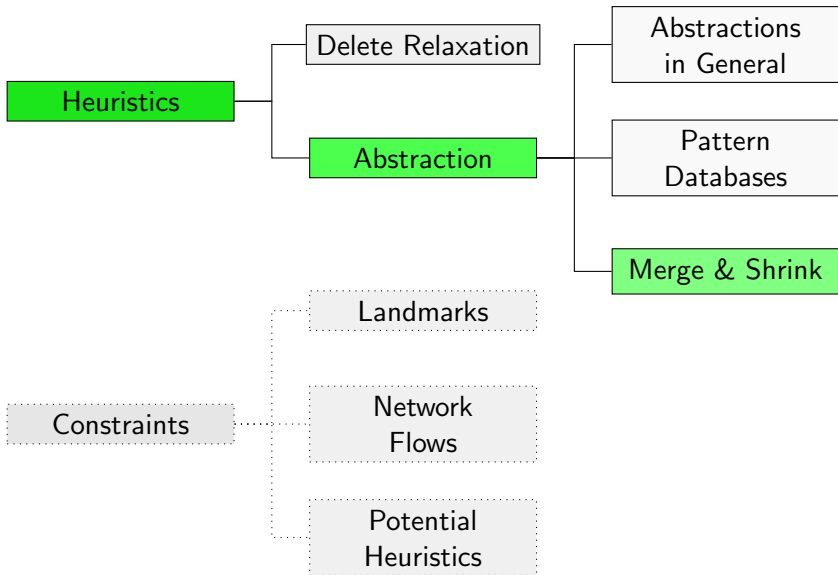 Heuristics
Delete Relaxation
Abstraction
Abstractions
in General
Pattern
Databases
Merge & Shrink
Constraints
Landmarks
Network
Flows
Potential
Heuristics